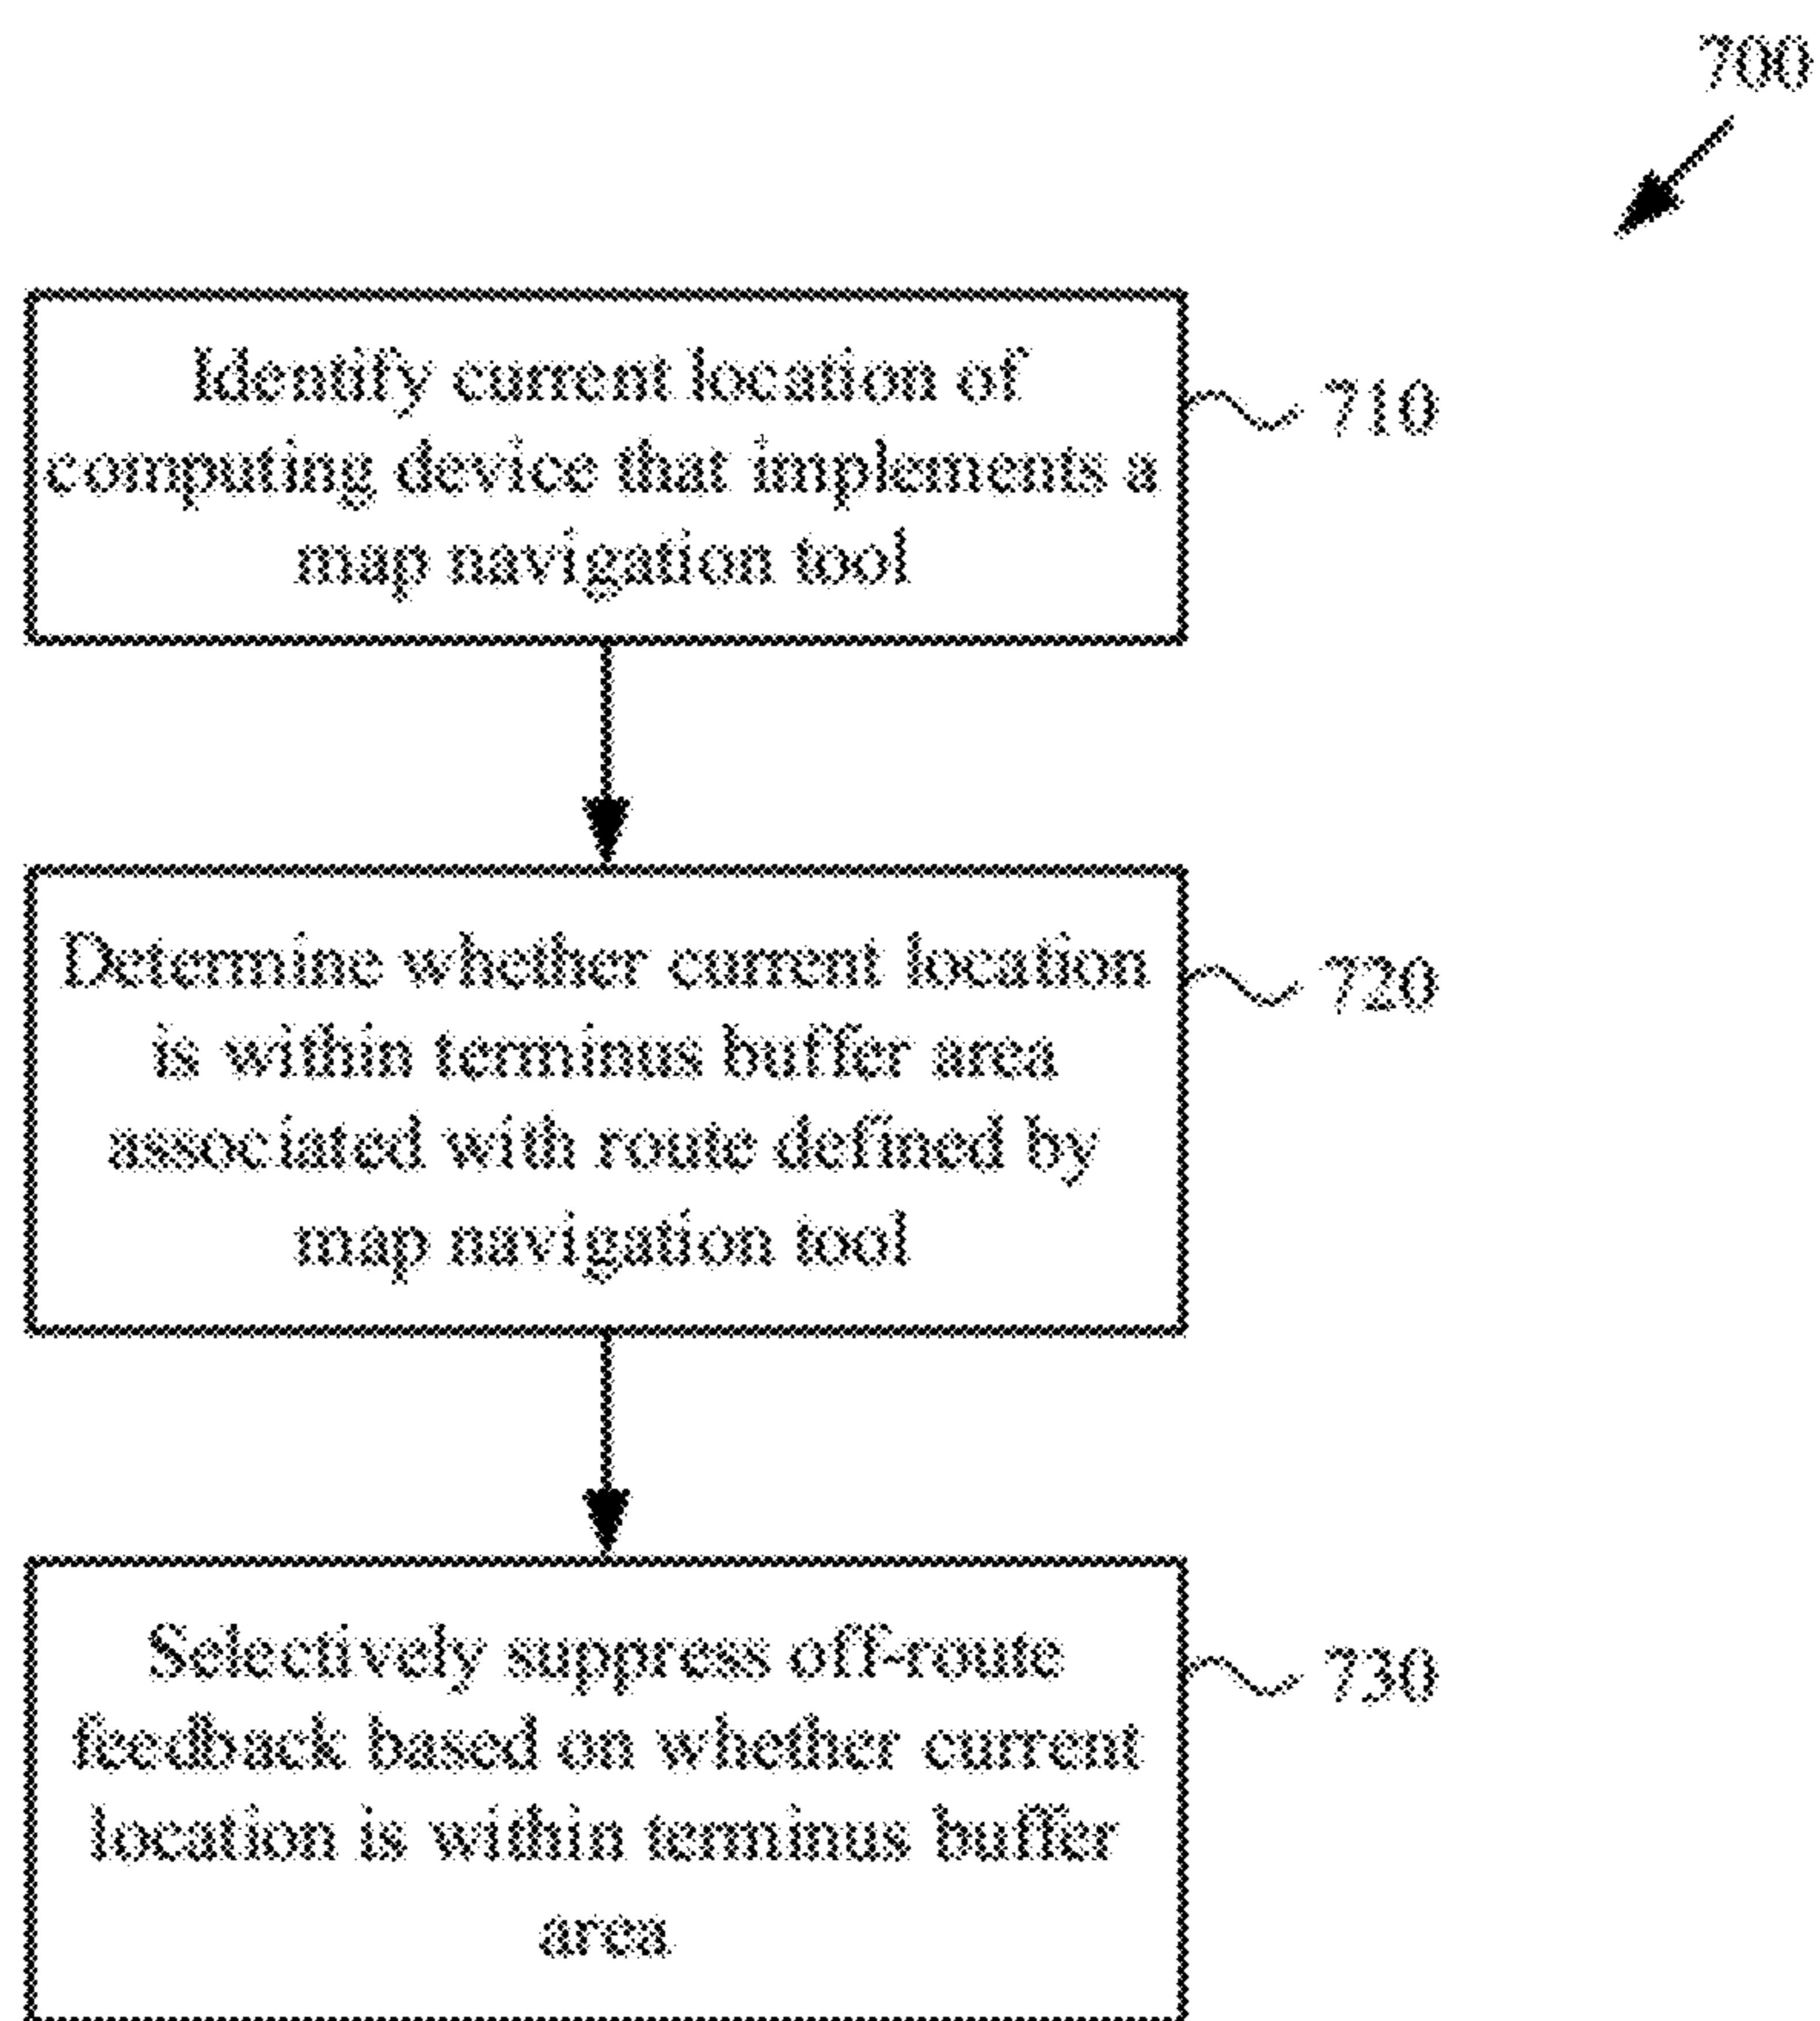 700
Identify current location of
computing device that implements a
map navigation tool
710
Determine whether current location
is within terminus buffer area
associated with route defined by
map navigation tool
720
Selectively suppress off-route
feedback based on whether current
location is within terminus buffer
area
730